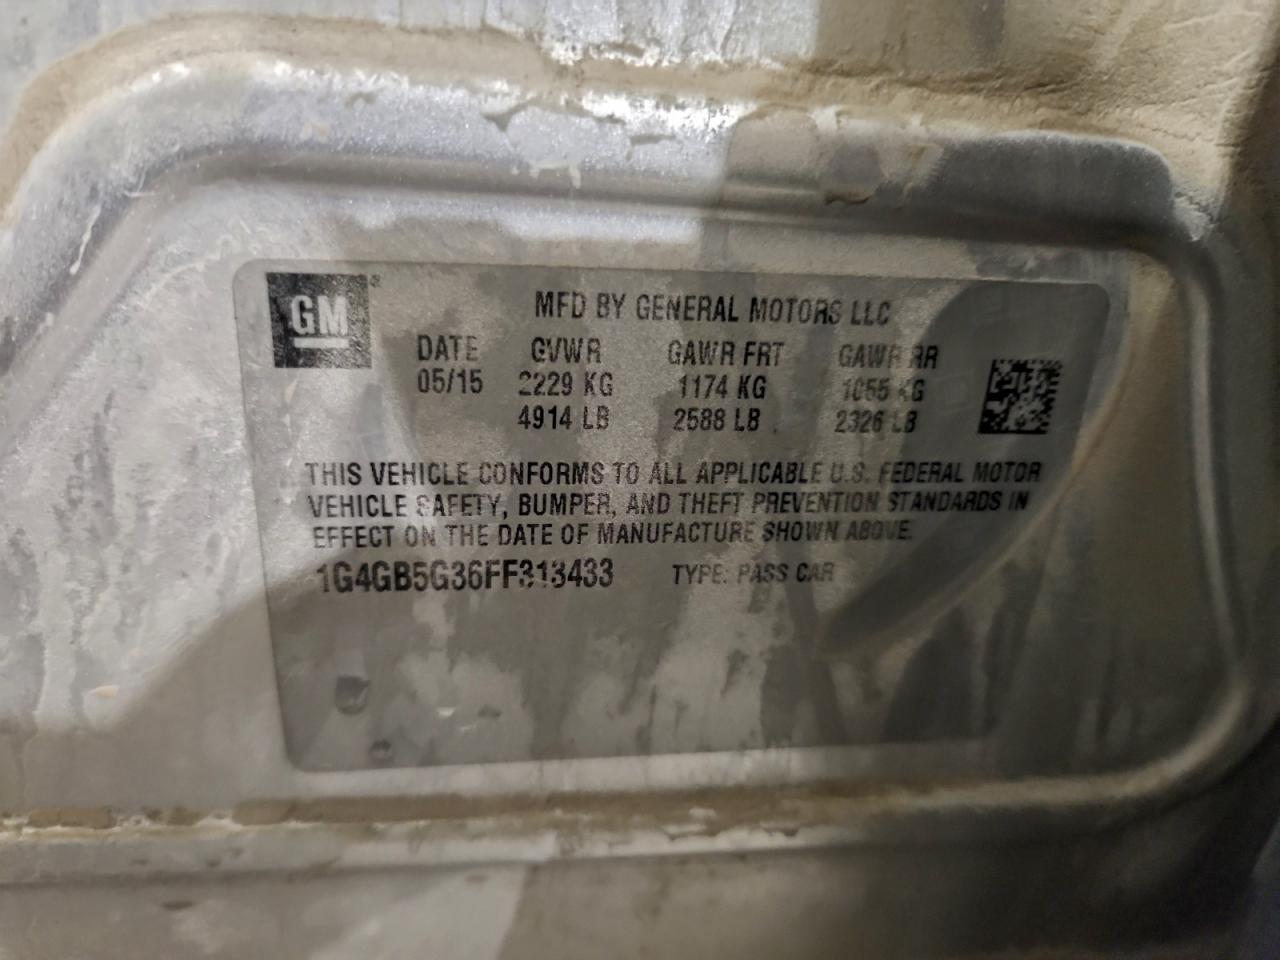 GM
MFD BY GENERAL MOTORS LLC
DATE GVWR GAWR FRT GAWR RR
05/15 2229 KG 1174 KG 1055 KG
4914 LB 2588 LB 2326 LB
THIS VEHICLE CONFORMS TO ALL APPLICABLE U.S. FEDERAL MOTOR
VEHICLE SAFETY, BUMPER, AND THEFT PREVENTION STANDARDS IN
EFFECT ON THE DATE OF MANUFACTURE SHOWN ABOVE.
1G4GB5G36FF313433 TYPE: PASS CAR